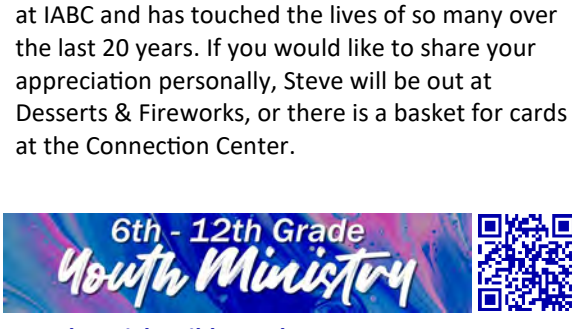 at IABC and has touched the lives of so many over
the last 20 years. If you would like to share your
appreciation personally, Steve will be out at
Desserts & Fireworks, or there is a basket for cards
at the Connection Center.
6th - 12th Grade
Youth Ministry